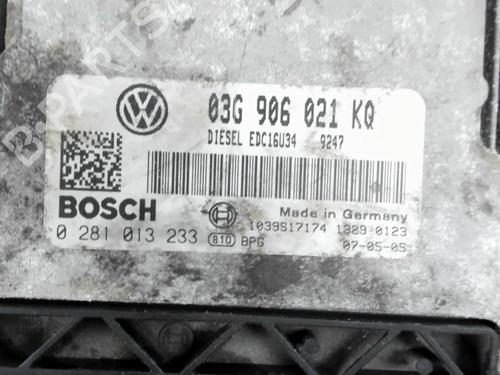 03G 906 021 KQ
DIESEL EDC16U34 9247
BOSCH
Made in Germany
0 281 013 233 810 BPG
1039S17174 1329 0123
07-05-05